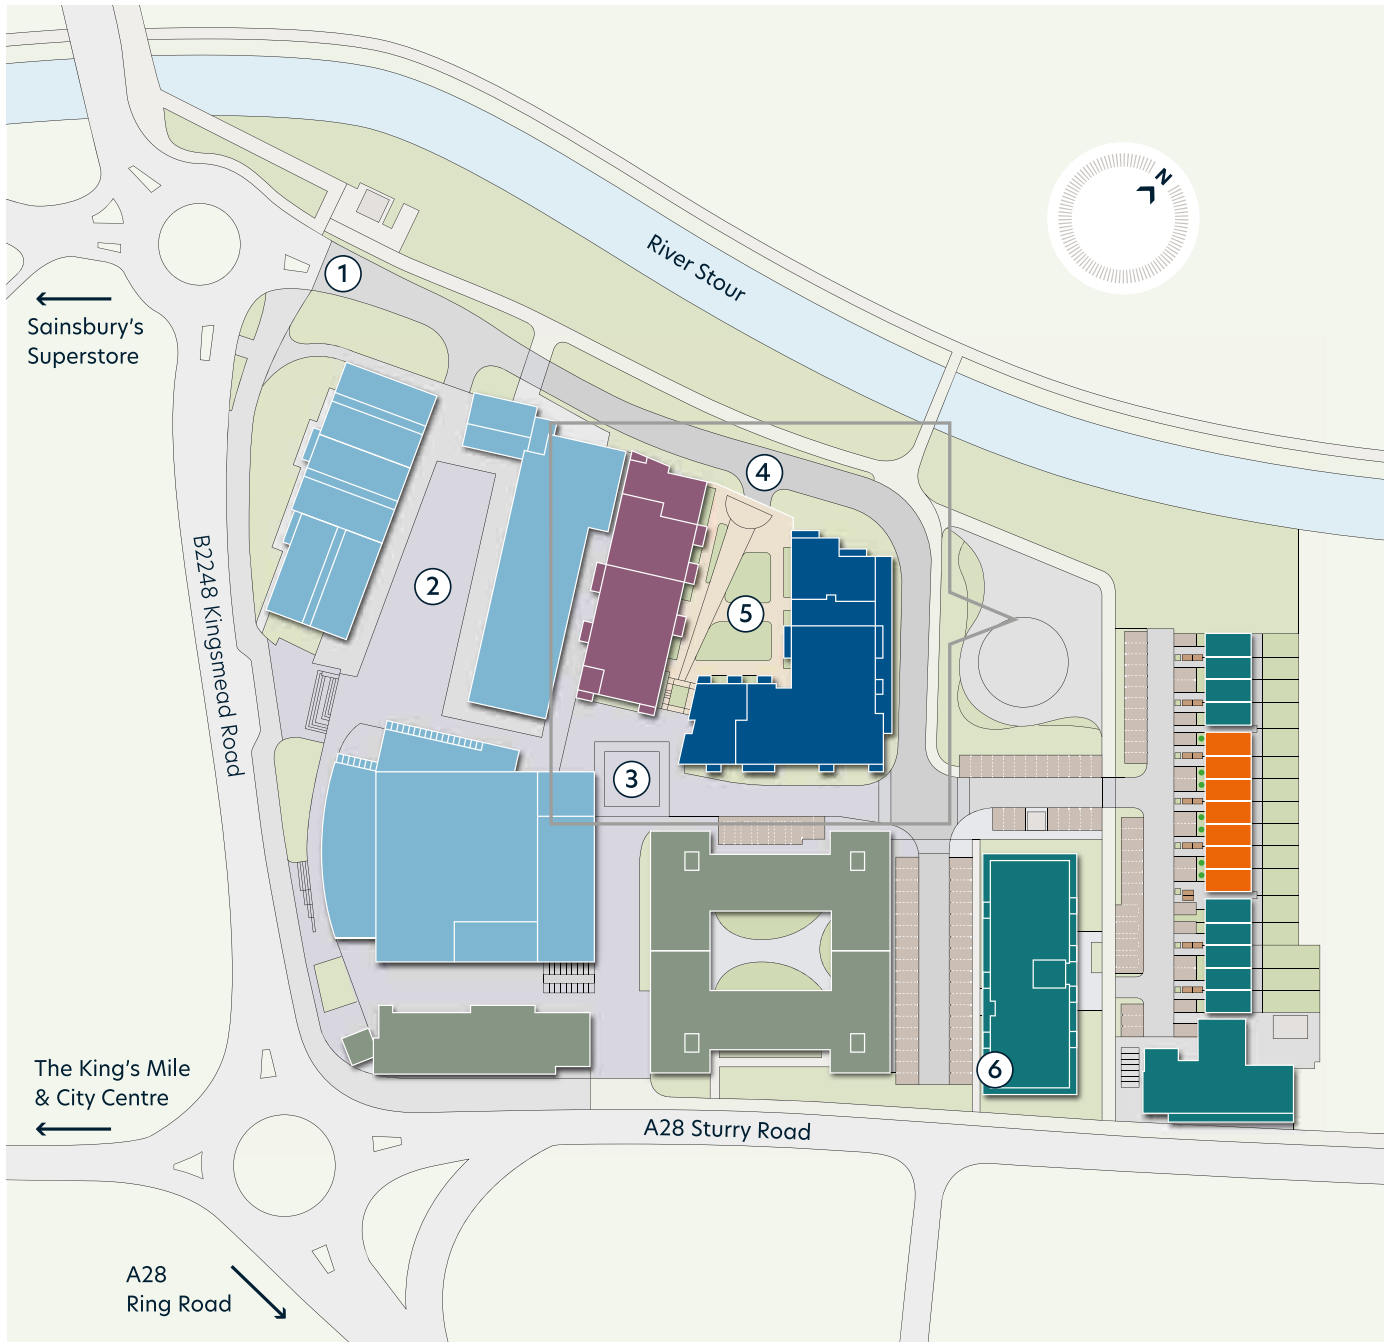 N
River Stour
1
Sainsbury's
Superstore
4
2
B2248 Kingsmead Road
5
3
6
The King's Mile
& City Centre
A28 Sturry Road
A28
Ring Road